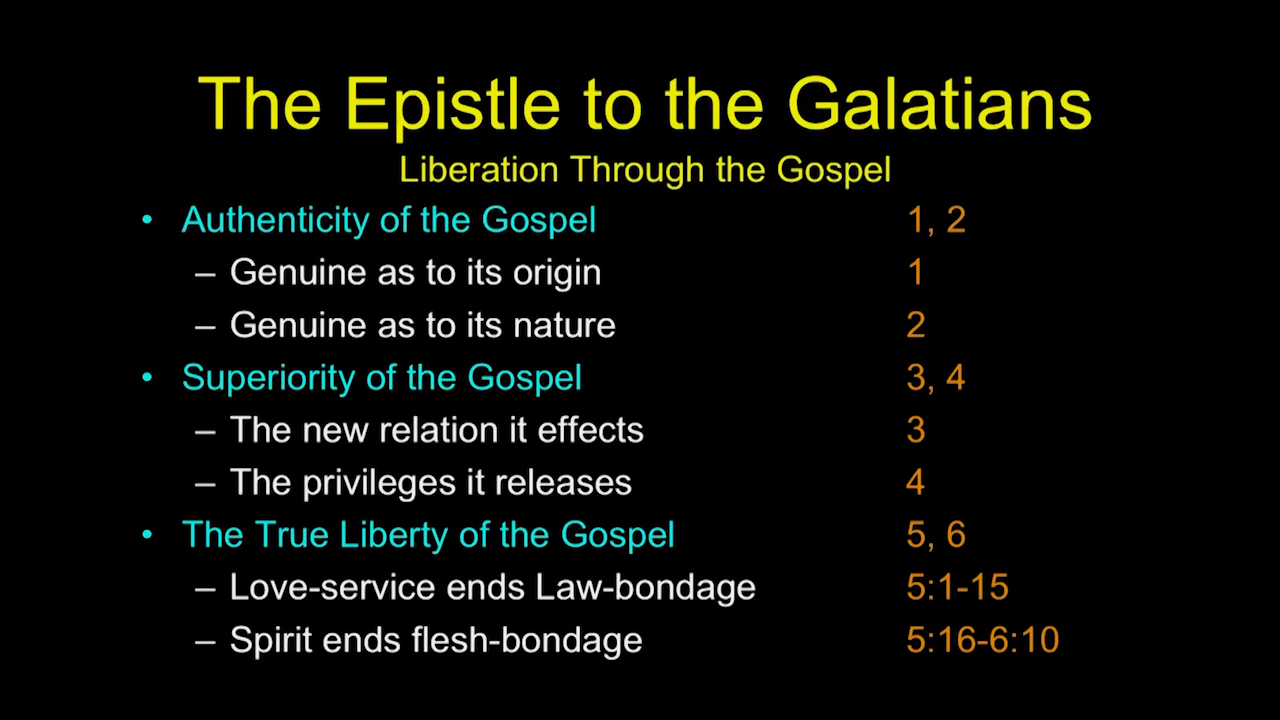 The Epistle to the Galatians
Liberation Through the Gospel
• Authenticity of the Gospel 1, 2
– Genuine as to its origin 1
– Genuine as to its nature 2
• Superiority of the Gospel 3, 4
– The new relation it effects 3
– The privileges it releases 4
• The True Liberty of the Gospel 5, 6
– Love-service ends Law-bondage 5:1-15
– Spirit ends flesh-bondage 5:16-6:10